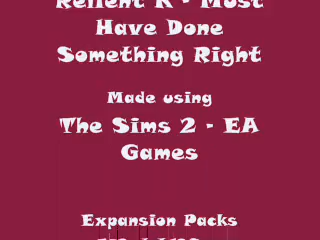 Relient K - Must
Have Done
Something Right
Made using
The Sims 2 - EA
Games
Expansion Packs